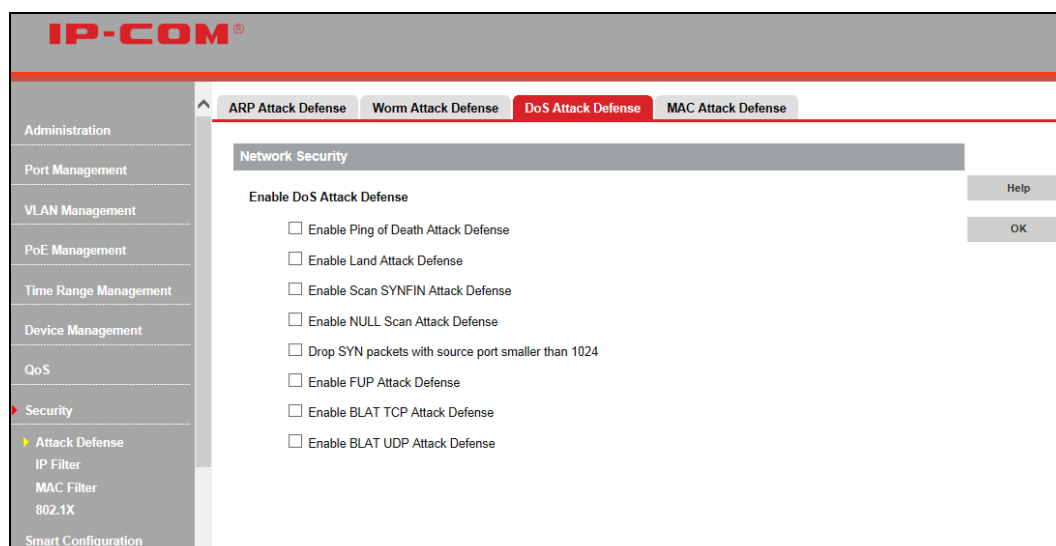 IP-COM®
ARP Attack Defense
Worm Attack Defense
DoS Attack Defense
MAC Attack Defense
Administration
Port Management
VLAN Management
PoE Management
Time Range Management
Device Management
QoS
Security
Attack Defense
IP Filter
MAC Filter
802.1X
Smart Configuration
Network Security
Enable DoS Attack Defense
Enable Ping of Death Attack Defense
Enable Land Attack Defense
Enable Scan SYNFIN Attack Defense
Enable NULL Scan Attack Defense
Drop SYN packets with source port smaller than 1024
Enable FUP Attack Defense
Enable BLAT TCP Attack Defense
Enable BLAT UDP Attack Defense
Help
OK